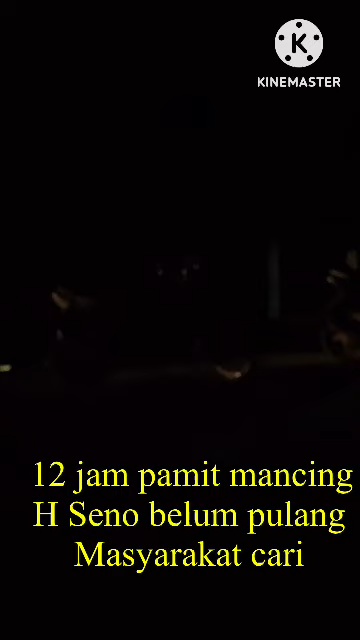 KINEMASTER
12 jam pamit mancing
H Seno belum pulang
Masyarakat cari